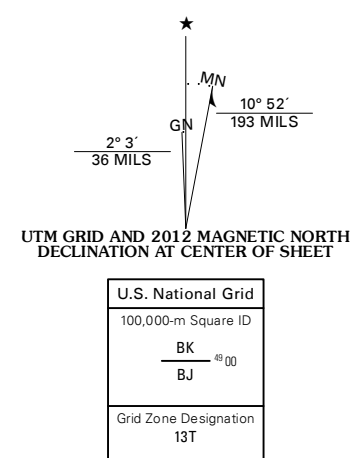 ★
MN
GN
10° 52´
193 MILS
2° 3´
36 MILS
UTM GRID AND 2012 MAGNETIC NORTH
DECLINATION AT CENTER OF SHEET
U.S. National Grid
100,000-m Square ID
BK
49 00
BJ
Grid Zone Designation
13T